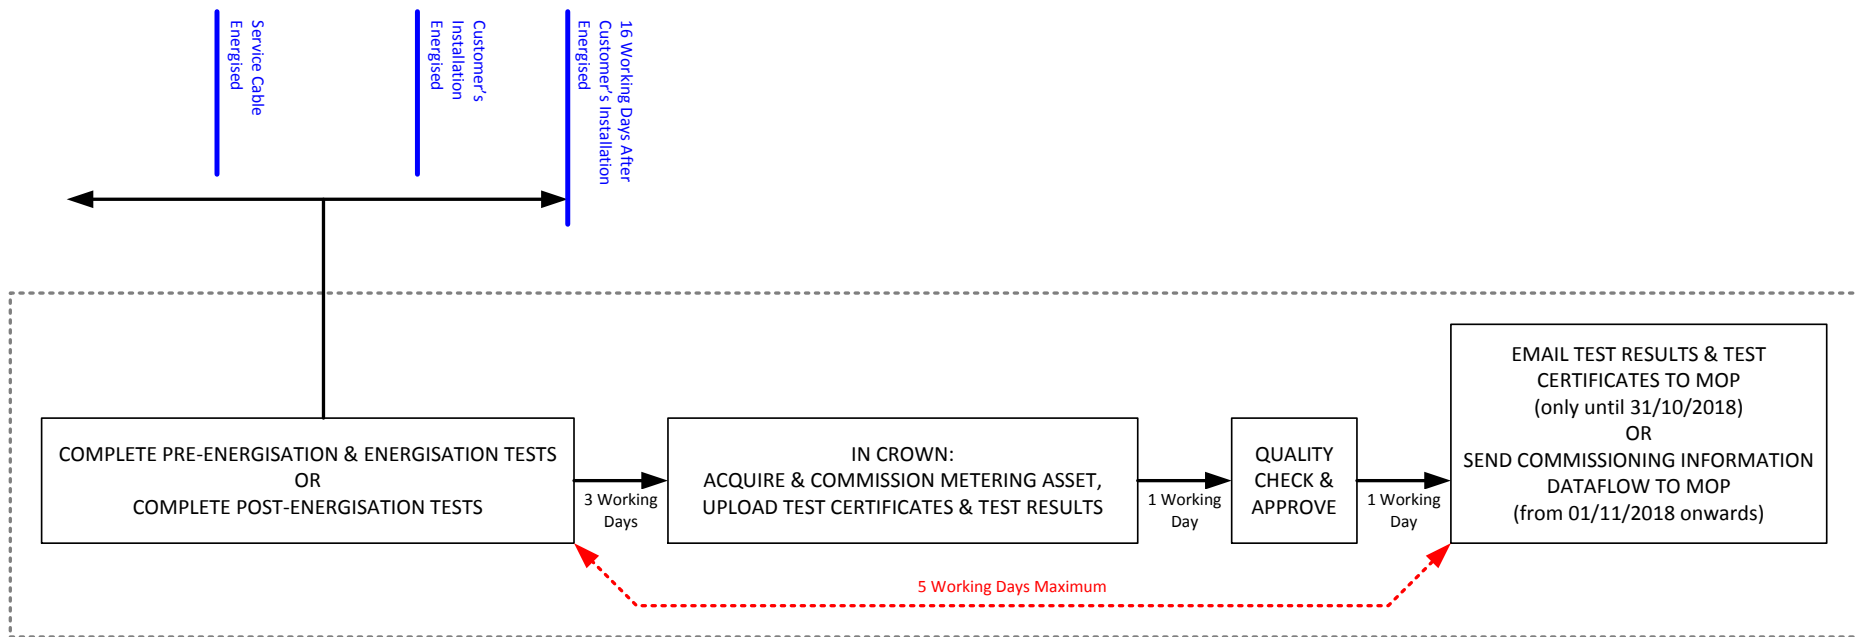 Service Cable
Energised
Customer's
Installation
Energised
16 Working Days After
Customer's Installation
Energised
COMPLETE PRE-ENERGISATION & ENERGISATION TESTS
OR
COMPLETE POST-ENERGISATION TESTS
3 Working
Days
IN CROWN:
ACQUIRE & COMMISSION METERING ASSET,
UPLOAD TEST CERTIFICATES & TEST RESULTS
1 Working
Day
QUALITY
CHECK &
APPROVE
1 Working
Day
EMAIL TEST RESULTS & TEST
CERTIFICATES TO MOP
(only until 31/10/2018)
OR
SEND COMMISSIONING INFORMATION
DATAFLOW TO MOP
(from 01/11/2018 onwards)
5 Working Days Maximum